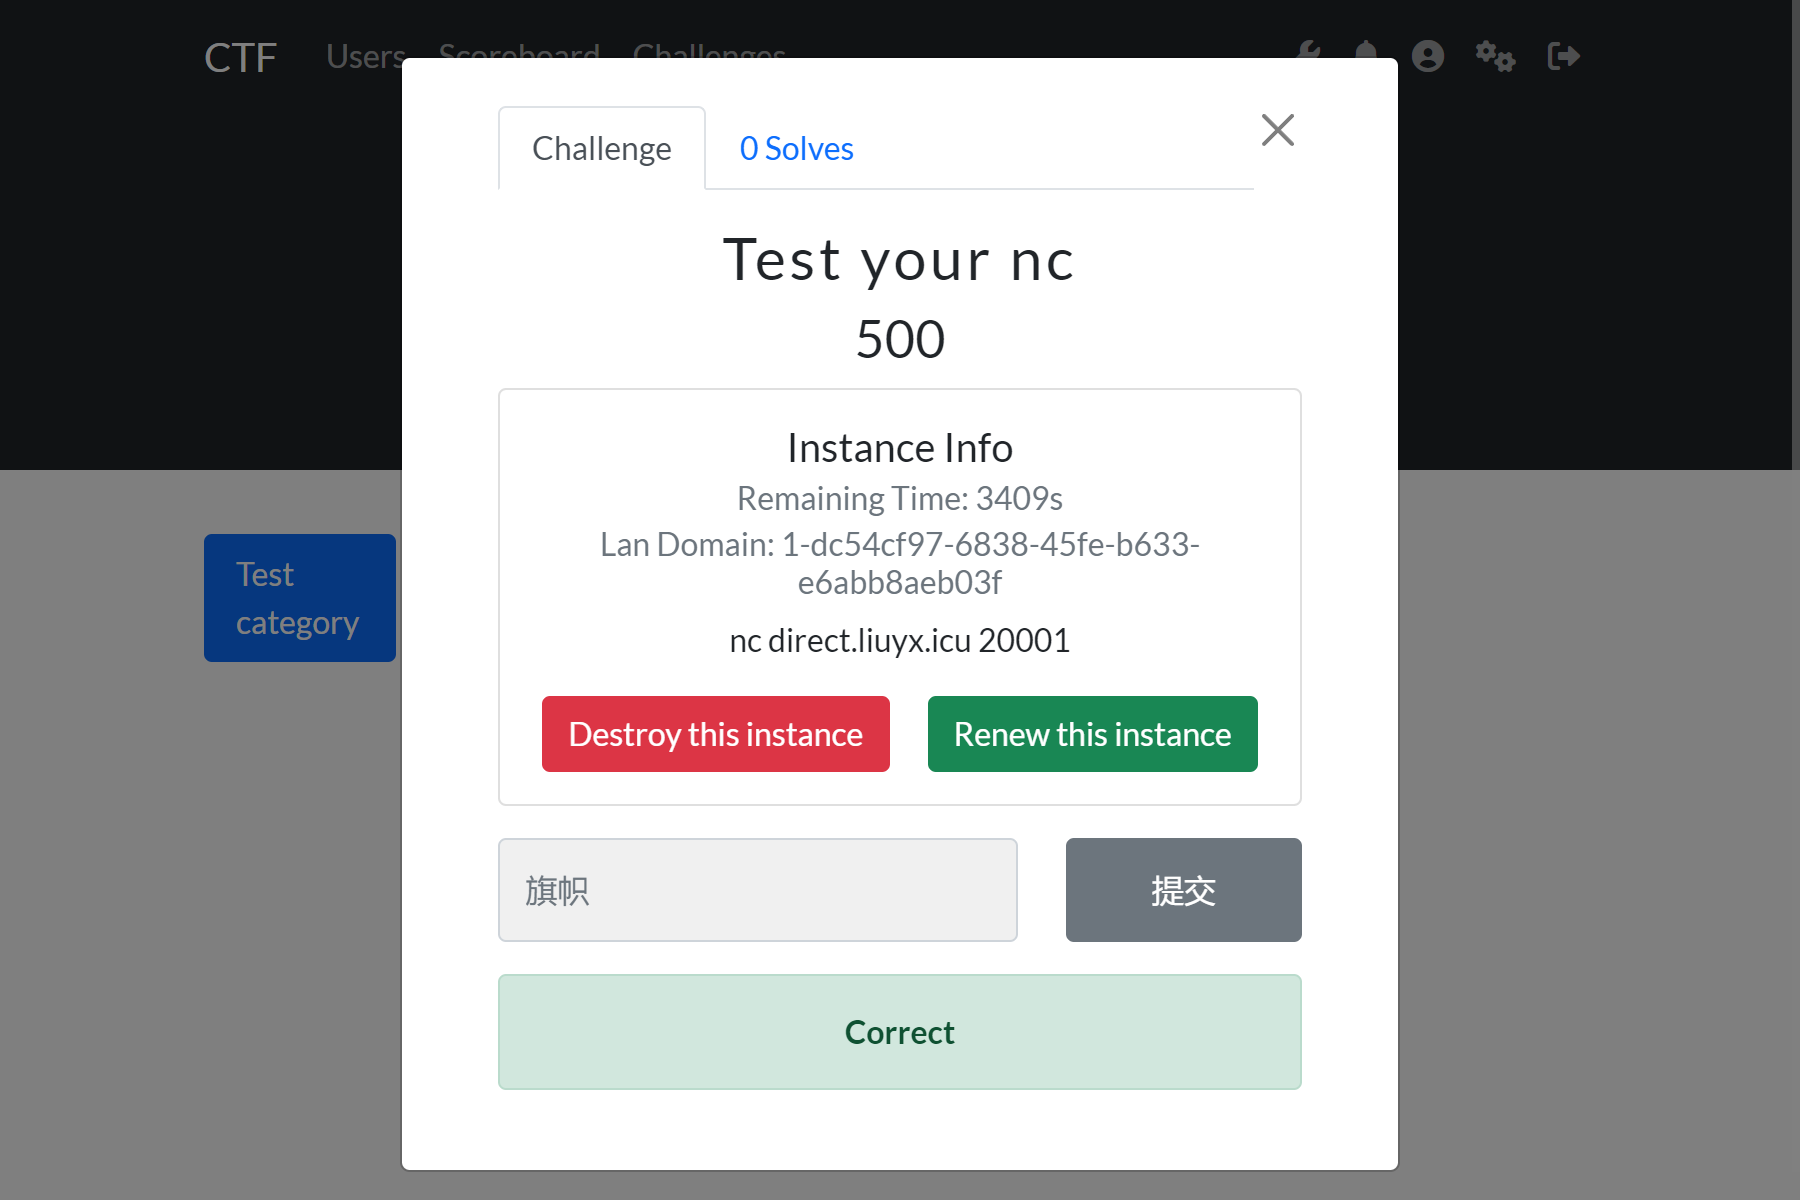 CTF
Users
Scoreboard
Challenges
Challenge
0 Solves
Test your nc
500
Instance Info
Remaining Time: 3409s
Lan Domain: 1-dc54cf97-6838-45fe-b633-
e6abb8aeb03f
nc direct.liuyx.icu 20001
Destroy this instance
Renew this instance
Test
category
旗帜
提交
Correct